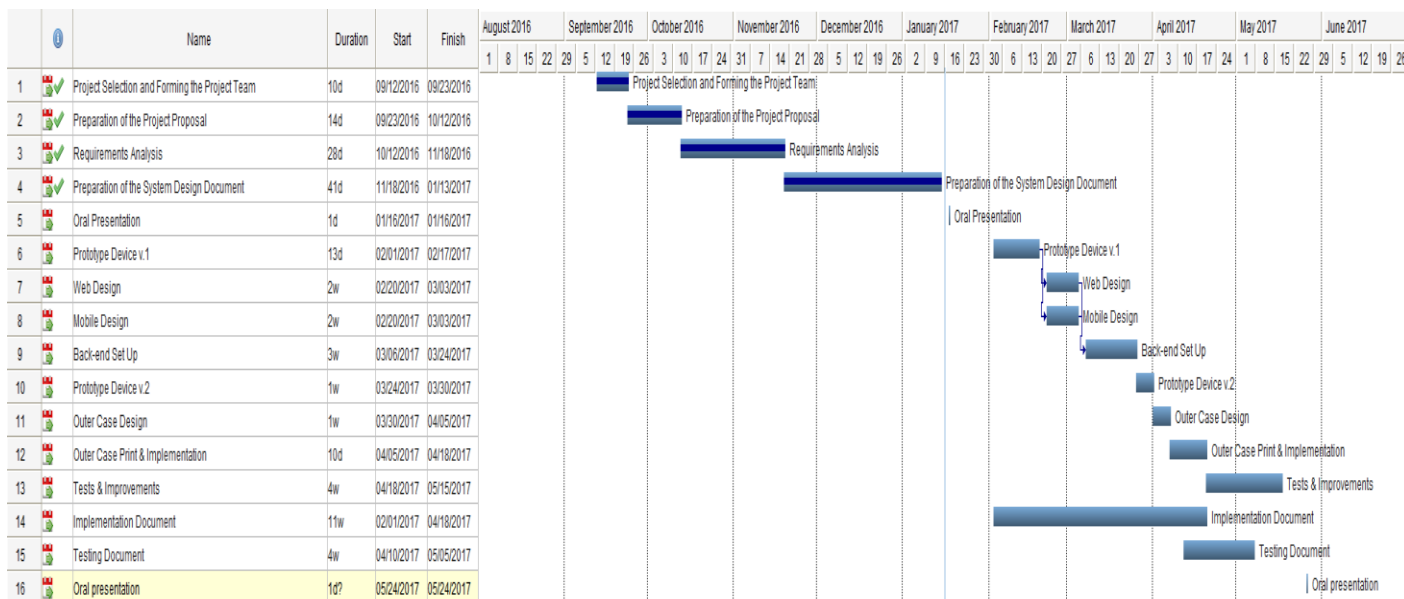 Name Duration Start Finish August 2016 September 2016 October 2016 November 2016 December 2016 January 2017 February 2017 March 2017 April 2017 May 2017 June 2017
1 8 15 22 29 5 12 19 26 3 10 17 24 31 7 14 21 28 5 12 19 26 2 9 16 23 30 6 13 20 27 6 13 20 27 3 10 17 24 1 8 15 22 29 5 12 19 26
1 Project Selection and Forming the Project Team 10d 09/12/2016 09/23/2016 Project Selection and Forming the Project Team
2 Preparation of the Project Proposal 14d 09/23/2016 10/12/2016 Preparation of the Project Proposal
3 Requirements Analysis 28d 10/12/2016 11/18/2016 Requirements Analysis
4 Preparation of the System Design Document 41d 11/18/2016 01/13/2017 Preparation of the System Design Document
5 Oral Presentation 1d 01/16/2017 01/16/2017 Oral Presentation
6 Prototype Device v.1 13d 02/01/2017 02/17/2017 Prototype Device v.1
7 Web Design 2w 02/20/2017 03/03/2017 Web Design
8 Mobile Design 2w 02/20/2017 03/03/2017 Mobile Design
9 Back-end Set Up 3w 03/06/2017 03/24/2017 Back-end Set Up
10 Prototype Device v.2 1w 03/24/2017 03/30/2017 Prototype Device v.2
11 Outer Case Design 1w 03/30/2017 04/05/2017 Outer Case Design
12 Outer Case Print & Implementation 10d 04/05/2017 04/18/2017 Outer Case Print & Implementation
13 Tests & Improvements 4w 04/18/2017 05/15/2017 Tests & Improvements
14 Implementation Document 11w 02/01/2017 04/18/2017 Implementation Document
15 Testing Document 4w 04/10/2017 05/05/2017 Testing Document
16 Oral presentation 1d? 05/24/2017 05/24/2017 Oral presentation